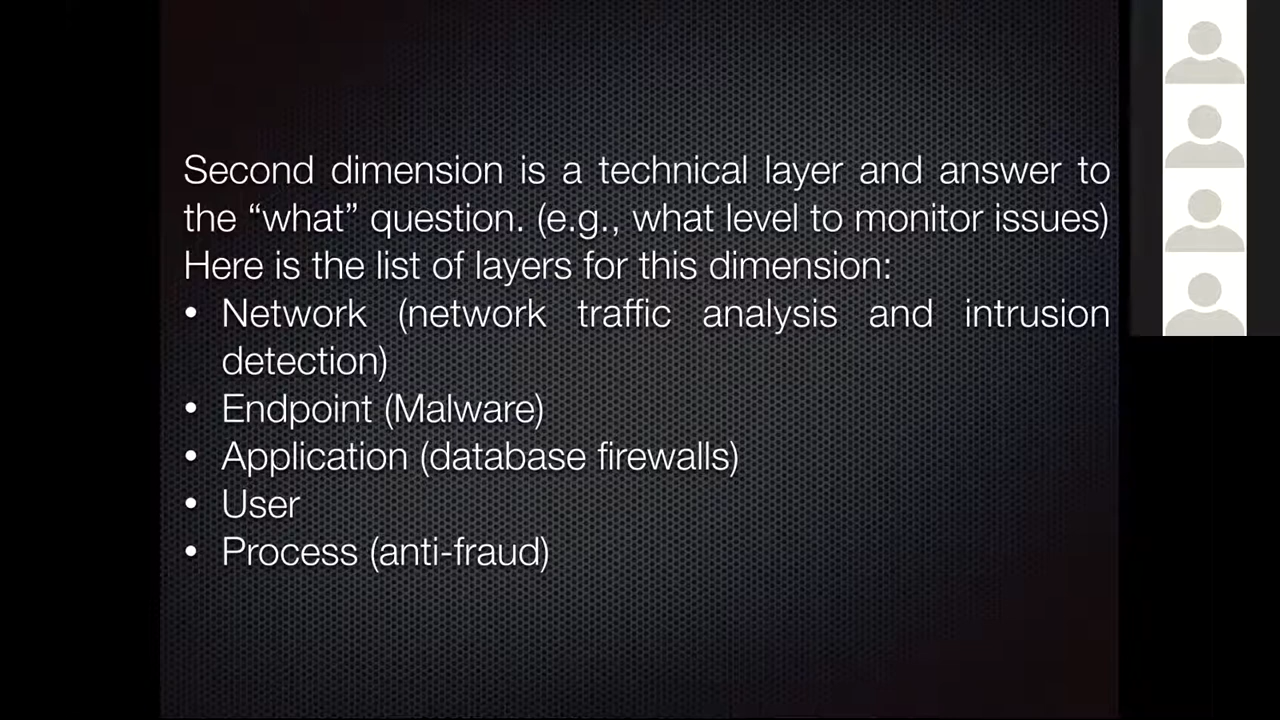 Second dimension is a technical layer and answer to
the “what” question. (e.g., what level to monitor issues)
Here is the list of layers for this dimension:
• Network (network traffic analysis and intrusion
detection)
• Endpoint (Malware)
• Application (database firewalls)
• User
• Process (anti-fraud)